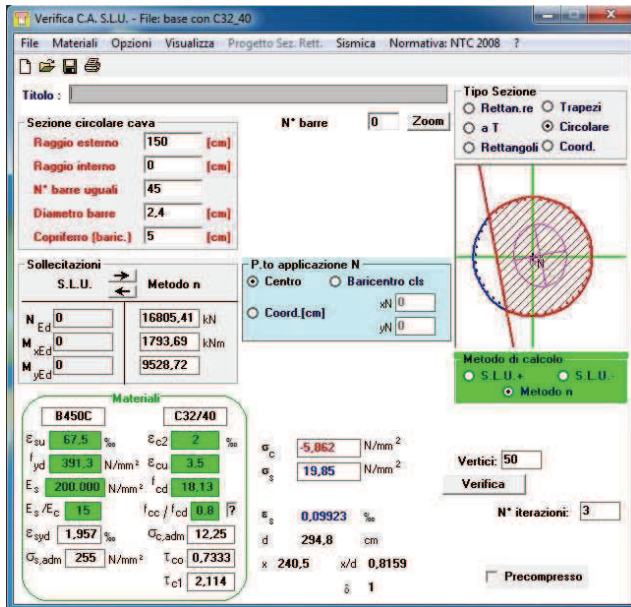 Verifica C.A. S.L.U. - File: base con C32_40
File Materiali Opzioni Visualizza Progetto Sez. Rett. Sismica Normativa: NTC 2008 ?
Titolo :
Tipo Sezione
Rettan.re Trapezi
a T Circolare
Rettangoli Coord.
Sezione circolare cava
Raggio esterno 150 [cm]
Raggio interno 0 [cm]
N° barre uguali 45
Diametro barre 2,4 [cm]
Copriferro (baric.) 5 [cm]
N° barre 0 Zoom
N
Sollecitazioni
S.L.U. Metodo n
N Ed 0 16805,41 kN
M xEd 0 1793,69 kNm
M yEd 0 9528,72
P.to applicazione N
Centro Baricentro cls
Coord.[cm] xN 0
yN 0
Metodo di calcolo
S.L.U.+ S.L.U.-
Metodo n
Materiali
B450C C32/40
εsu 67,5 ‰ εc2 2 ‰
fyd 391,3 N/mm² εcu 3,5
Es 200.000 N/mm² fcd 18,13
Es/Ec 15 fcc / fcd 0,8 ?
εsyd 1,957 ‰ σc,adm 12,25
σs,adm 255 N/mm² τco 0,7333
τc1 2,114
σc -5,862 N/mm²
σs 19,85 N/mm²
εs 0,09923 ‰
d 294,8 cm
x 240,5 x/d 0,8159
δ 1
Vertici: 50
Verifica
N° iterazioni: 3
Precompresso